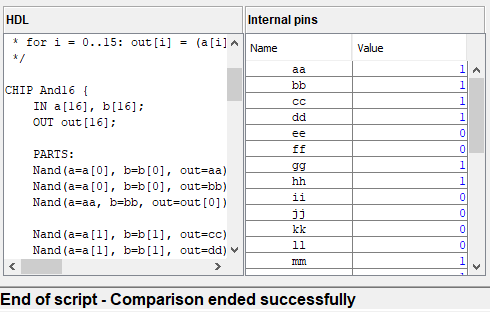 HDL
* for i = 0..15: out[i] = (a[i]
*/
CHIP And16 {
IN a[16], b[16];
OUT out[16];
PARTS:
Nand(a=a[0], b=b[0], out=aa)
Nand(a=a[0], b=b[0], out=bb)
Nand(a=aa, b=bb, out=out[0])
Nand(a=a[1], b=b[1], out=cc)
Nand(a=a[1], b=b[1], out=dd)
Internal pins
Name Value
aa 1
bb 1
cc 1
dd 1
ee 0
ff 0
gg 1
hh 1
ii 0
jj 0
kk 0
ll 0
mm 1
End of script - Comparison ended successfully